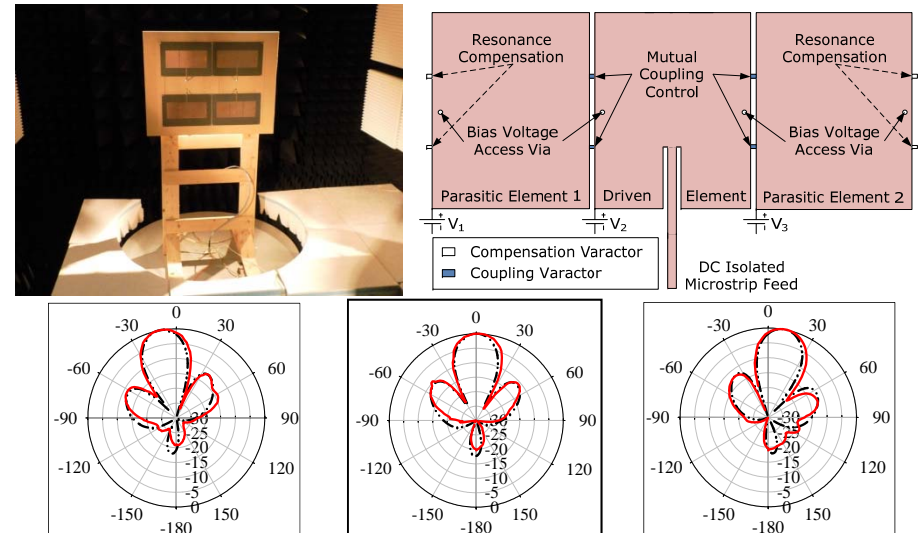 Resonance
Compensation
Mutual
Coupling
Control
Resonance
Compensation
Bias Voltage
Access Via
Bias Voltage
Access Via
Parasitic Element 1
Driven
Element
Parasitic Element 2
V1
V2
V3
Compensation Varactor
Coupling Varactor
DC Isolated
Microstrip Feed
0
-30
30
-60
60
-90
90
-120
120
-150
150
-180
-30
-25
-20
-15
-10
-5
0
0
-30
30
-60
60
-90
90
-120
120
-150
150
-180
-30
-25
-20
-15
-10
-5
0
0
-30
30
-60
60
-90
90
-120
120
-150
150
-180
-30
-25
-20
-15
-10
-5
0